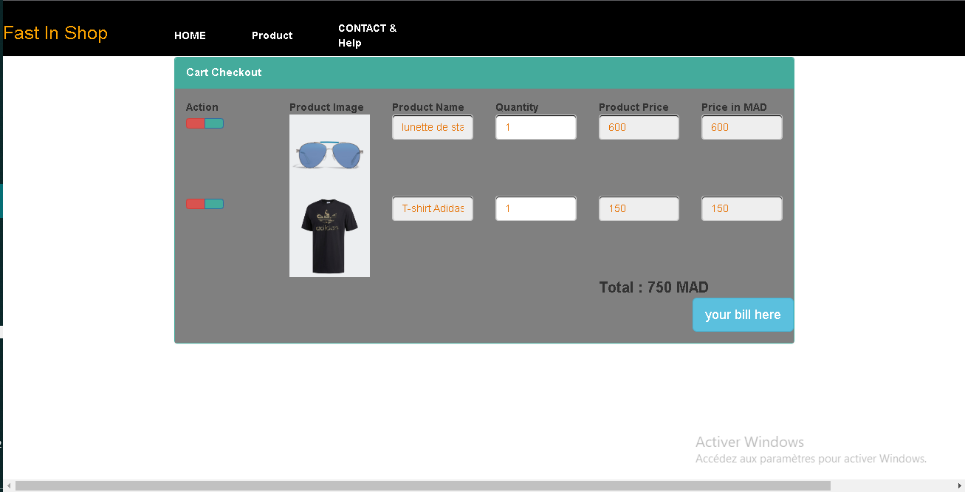 Fast In Shop
HOME
Product
CONTACT &
Help
Cart Checkout
Action
Product Image
Product Name
Quantity
Product Price
Price in MAD
lunette de sta
1
600
600
adidas
T-shirt Adidas
1
150
150
Total : 750 MAD
your bill here
Activer Windows
Accédez aux paramètres pour activer Windows.